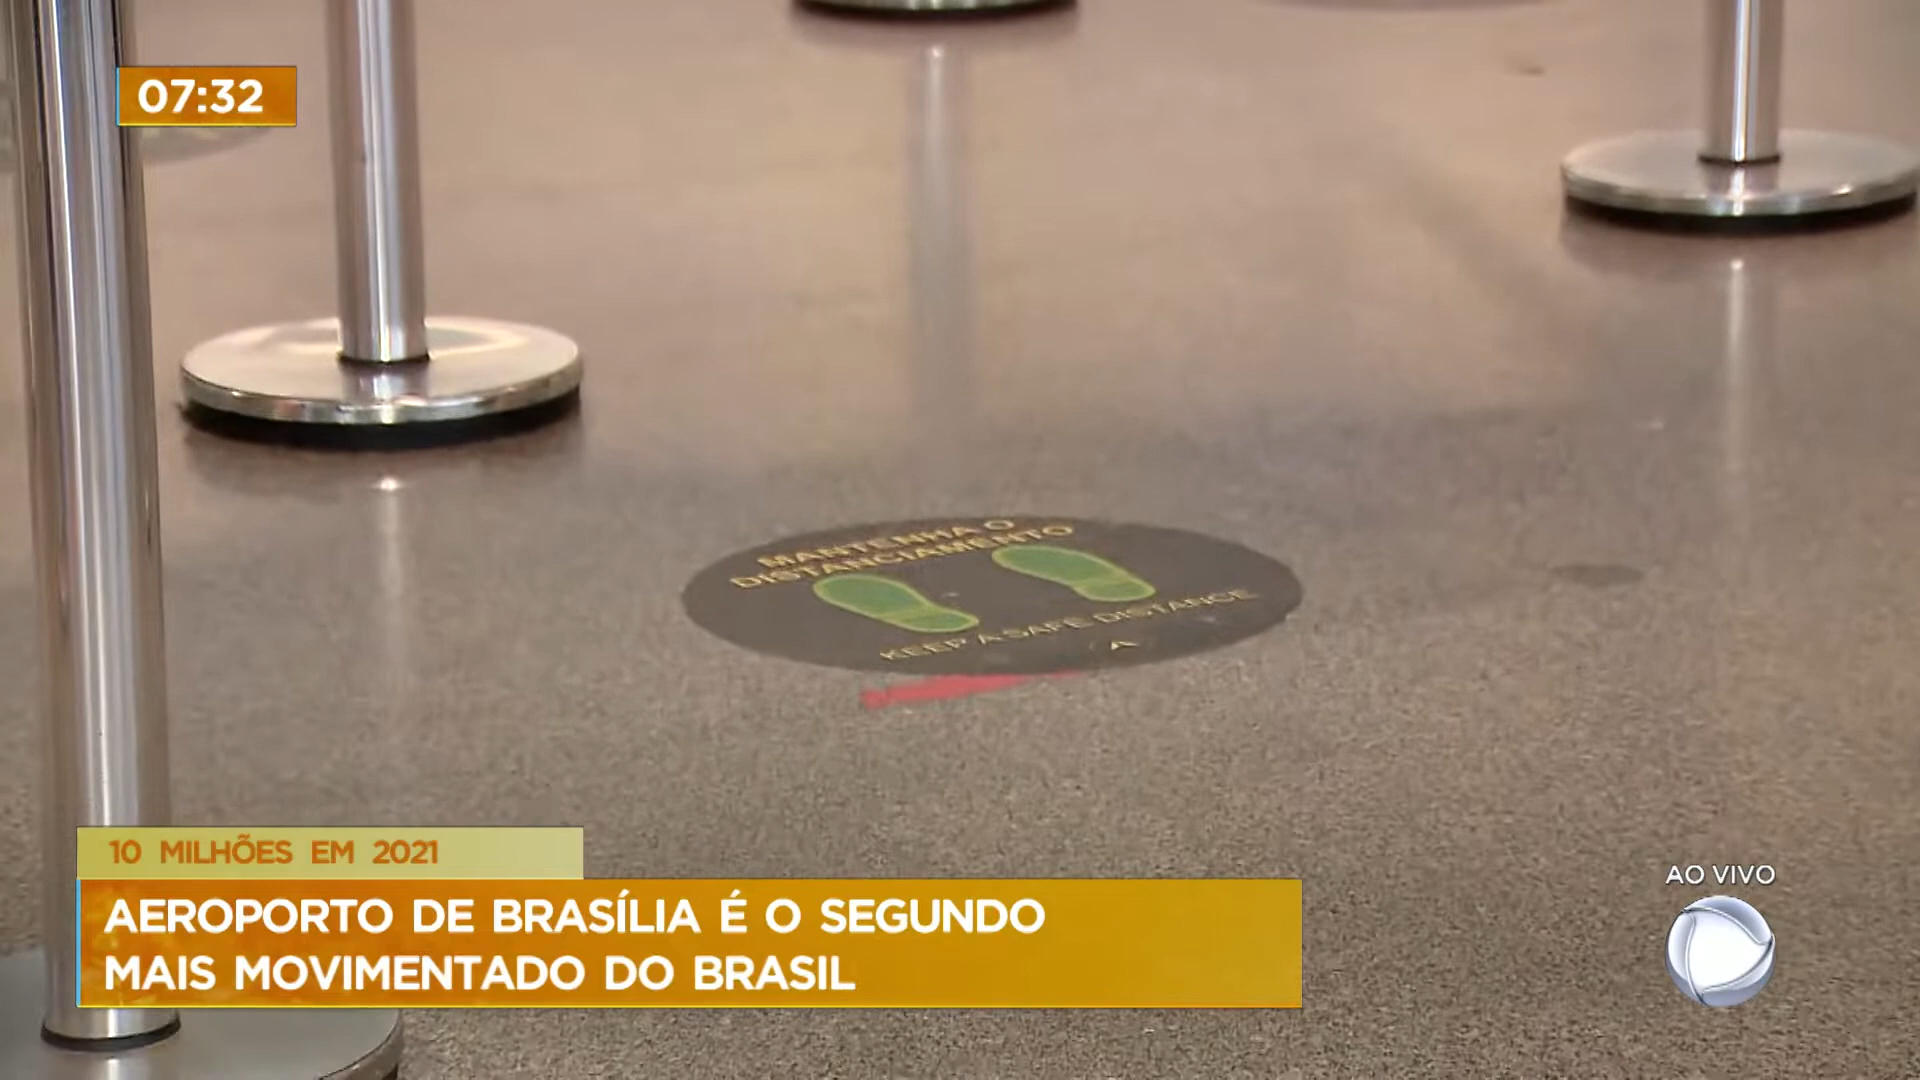 07:32
MANTENHA O
DISTANCIAMENTO
KEEP A SAFE DISTANCE
10 MILHÕES EM 2021
AEROPORTO DE BRASÍLIA É O SEGUNDO
MAIS MOVIMENTADO DO BRASIL
AO VIVO